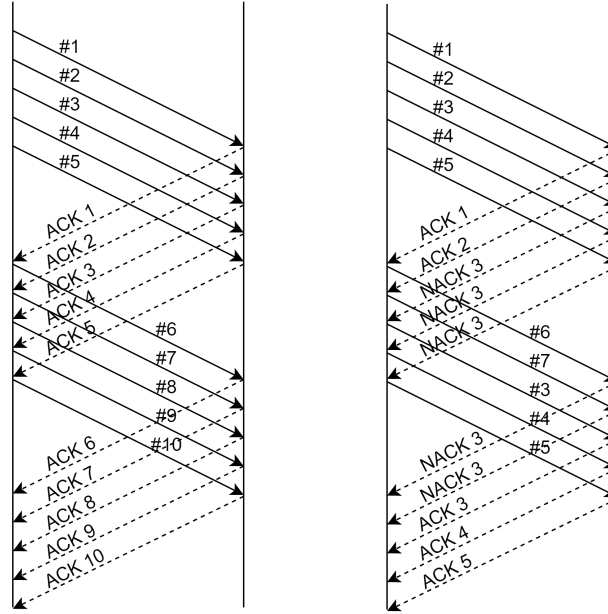 #1
#2
#3
#4
#5
ACK 1
ACK 2
ACK 3
ACK 4
ACK 5
#6
#7
#8
#9
#10
ACK 6
ACK 7
ACK 8
ACK 9
ACK 10
#1
#2
#3
#4
#5
ACK 1
ACK 2
NACK 3
NACK 3
NACK 3
#6
#7
#3
#4
#5
NACK 3
NACK 3
ACK 3
ACK 4
ACK 5